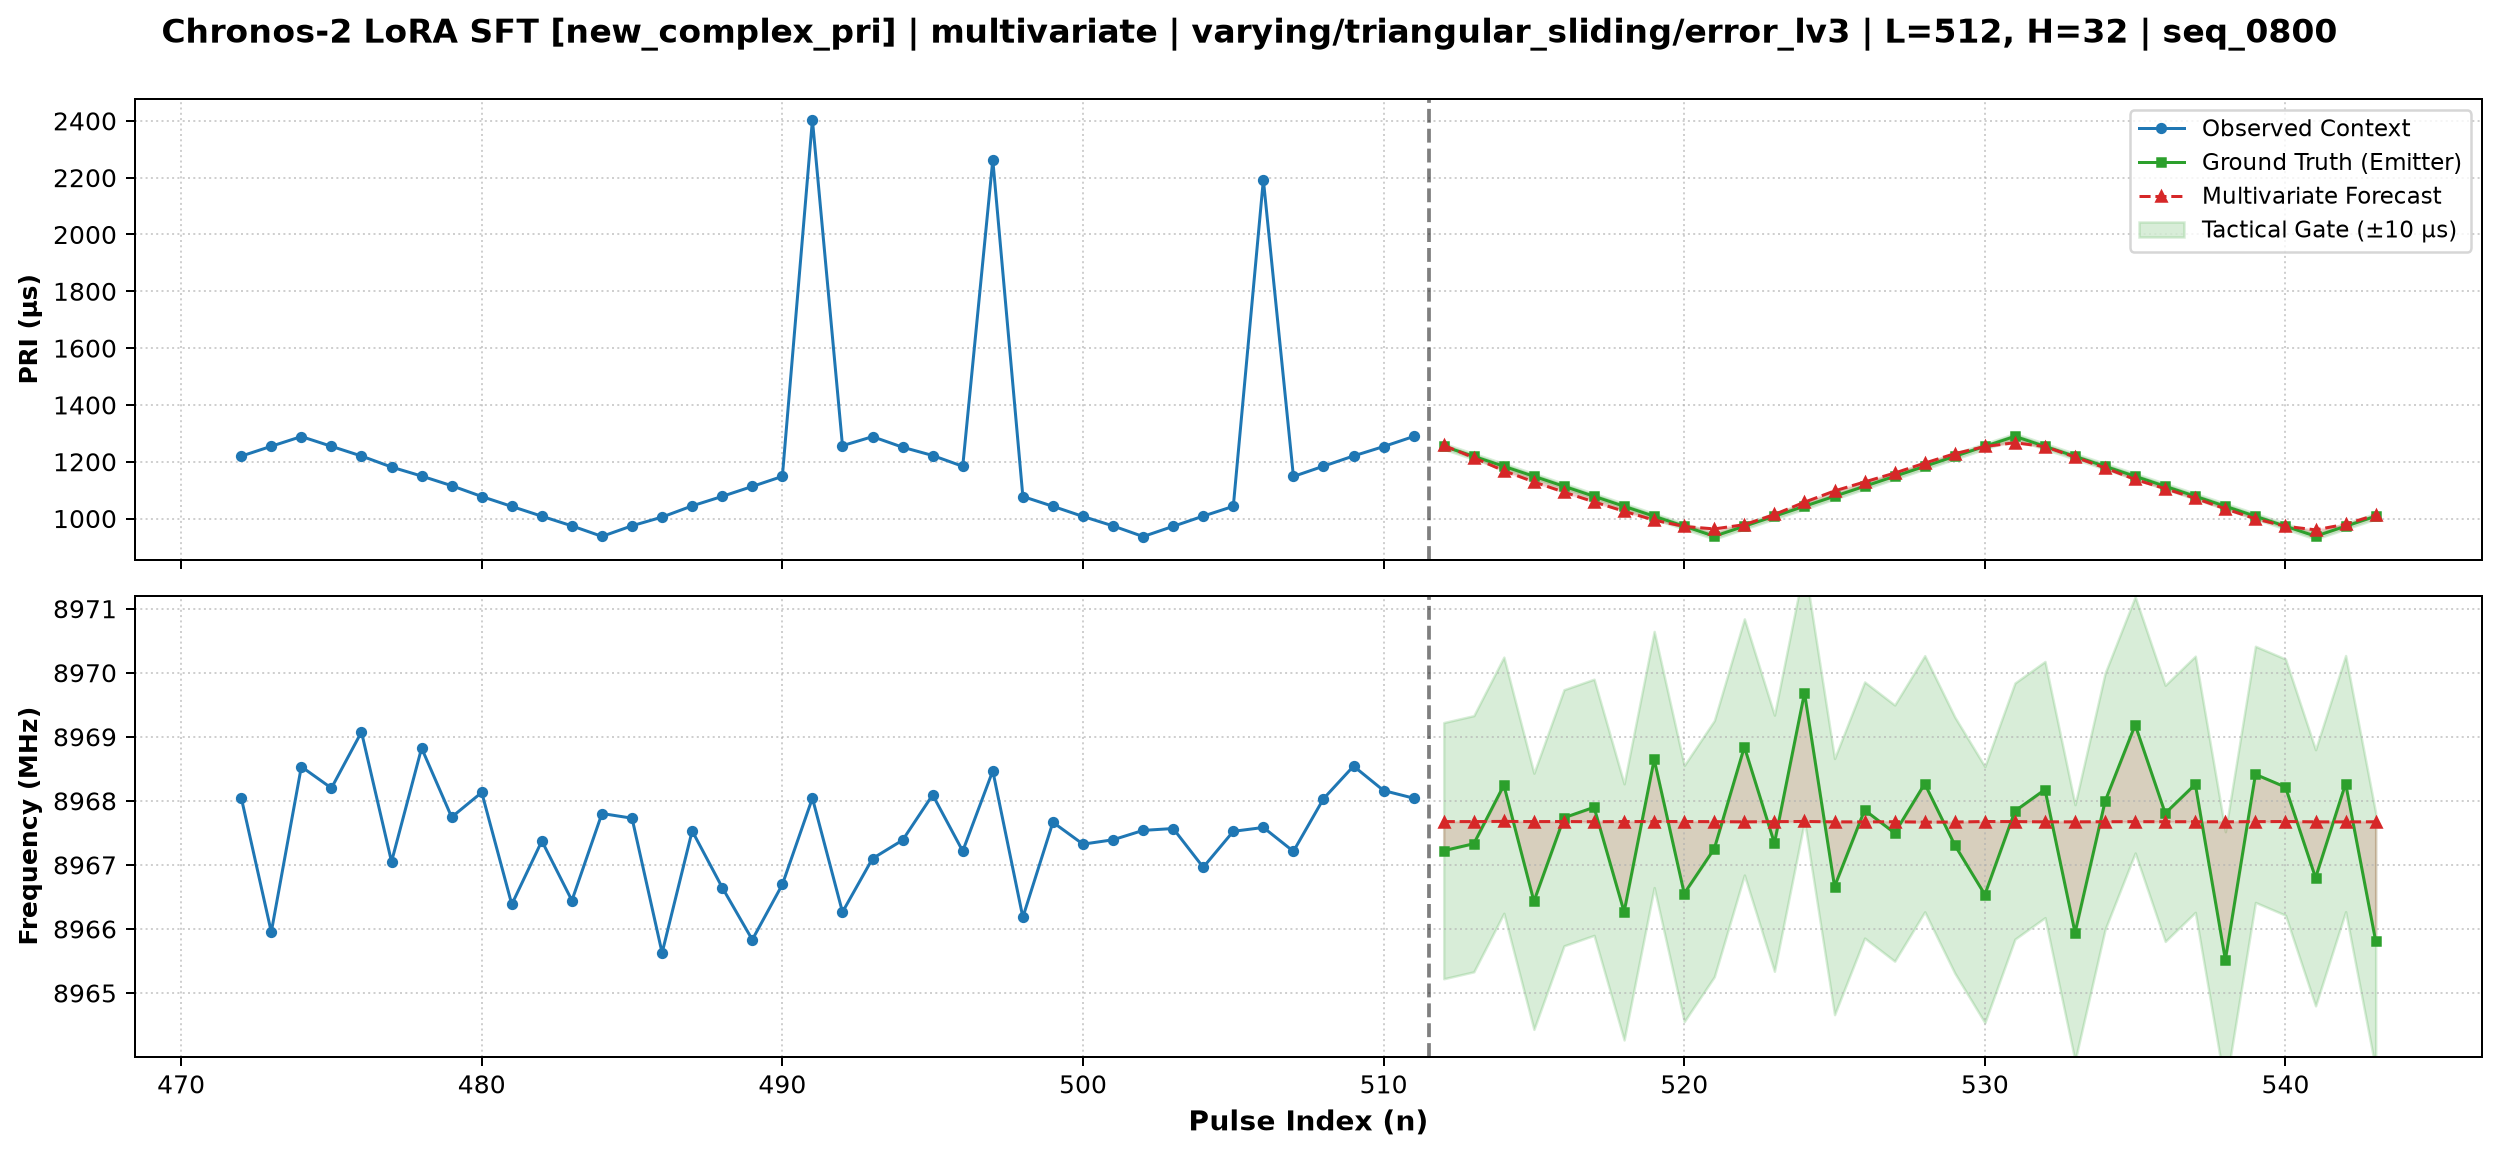 Chronos-2 LoRA SFT [new_complex_pri] | multivariate | varying/triangular_sliding/error_lv3 | L=512, H=32 | seq_0800
2400
2200
2000
1800
1600
1400
1200
1000
PRI (µs)
Observed Context
Ground Truth (Emitter)
Multivariate Forecast
Tactical Gate (±10 µs)
8971
8970
8969
8968
8967
8966
8965
Frequency (MHz)
470
480
490
500
510
520
530
540
Pulse Index (n)